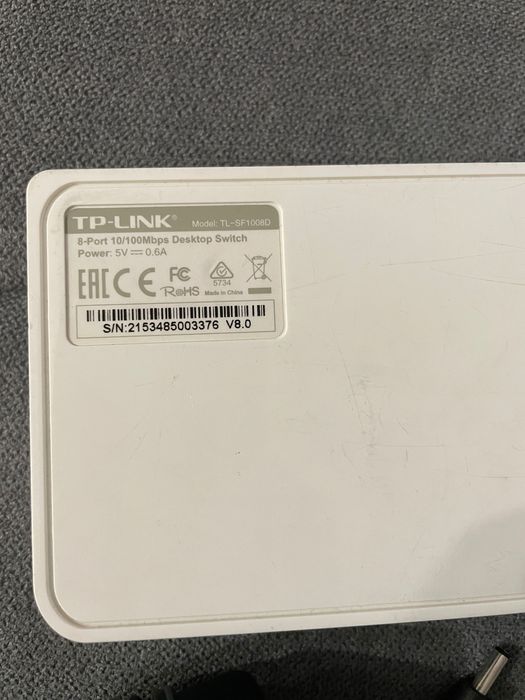 TP-LINK® Model: TL-SF1008D
8-Port 10/100Mbps Desktop Switch
Power: 5V ⎓ 0.6A
EAC CE FC RoHS 5734 Made in China
S/N:2153485003376 V8.0